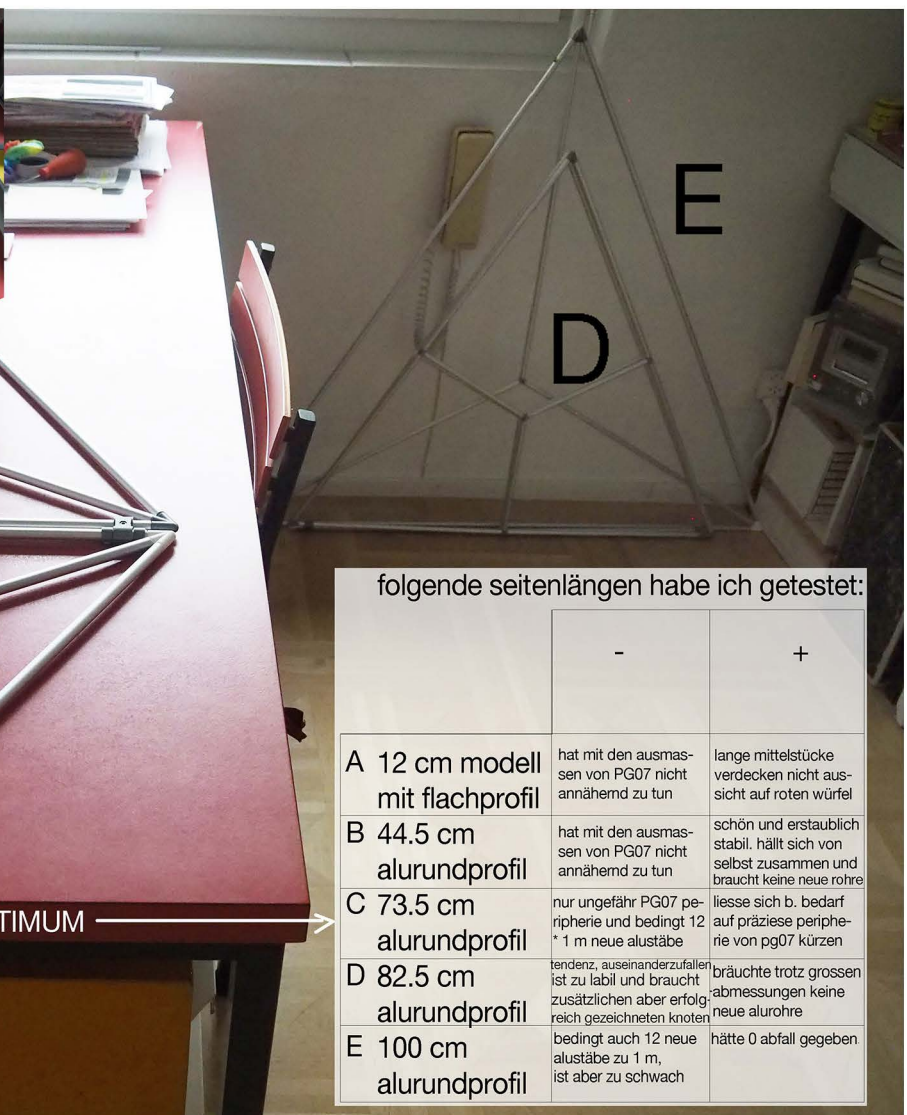 E
D
folgende seitenlängen habe ich getestet:
- +
A 12 cm modell
mit flachprofil
hat mit den ausmas-
sen von PG07 nicht
annähernd zu tun
lange mittelstücke
verdecken nicht aus-
sicht auf roten würfel
B 44.5 cm
alurundprofil
hat mit den ausmas-
sen von PG07 nicht
annähernd zu tun
schön und erstaublich
stabil. hällt sich von
selbst zusammen und
braucht keine neue rohre
TIMUM
C 73.5 cm
alurundprofil
nur ungefähr PG07 pe-
ripherie und bedingt 12
* 1 m neue alustäbe
liesse sich b. bedarf
auf präziese periphe-
rie von pg07 kürzen
D 82.5 cm
alurundprofil
tendenz, auseinanderzufallen
ist zu labil und braucht
zusätzlichen aber erfolg-
reich gezeichneten knoten
bräuchte trotz grossen
abmessungen keine
neue alurohre
E 100 cm
alurundprofil
bedingt auch 12 neue
alustäbe zu 1 m,
ist aber zu schwach
hätte 0 abfall gegeben